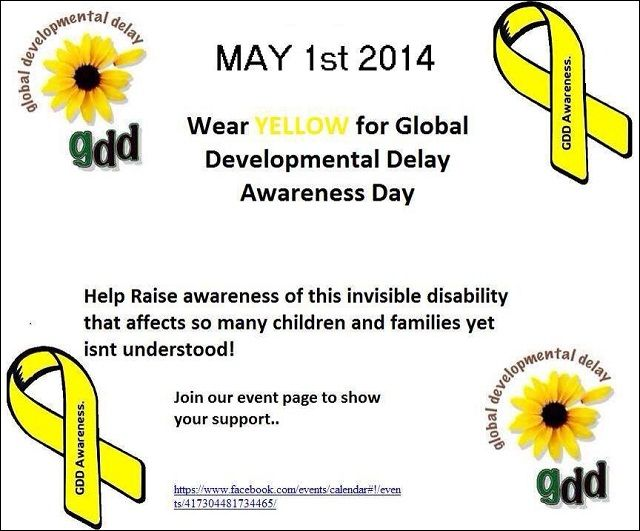 global developmental delay
gdd
MAY 1st 2014
GDD Awareness.
Wear YELLOW for Global
Developmental Delay
Awareness Day
Help Raise awareness of this invisible disability
that affects so many children and families yet
isnt understood!
GDD Awareness.
Join our event page to show
your support..
global developmental delay
gdd
https://www.facebook.com/events/calendar#!/even
ts/417304481734465/